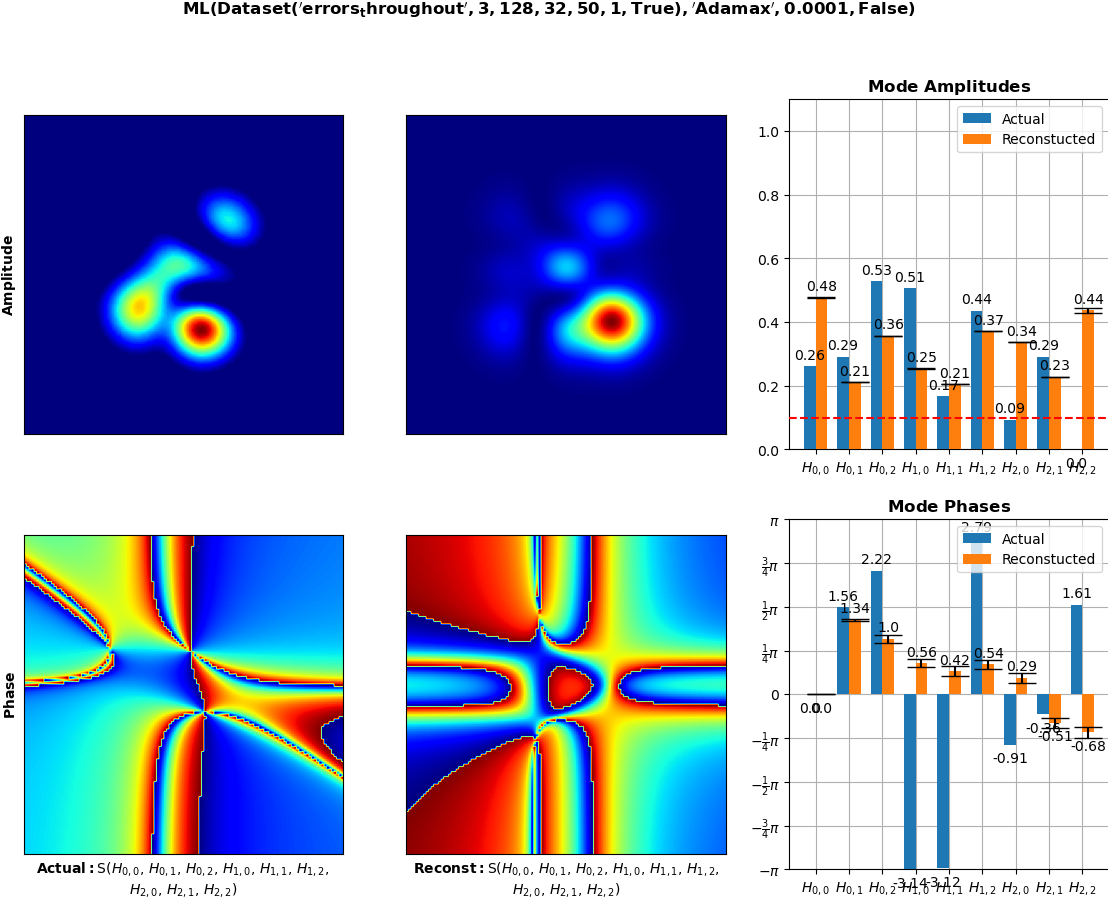 ML(Dataset('errors_throughout', 3, 128, 32, 50, 1, True), 'Adamax', 0.0001, False)
Amplitude
Mode Amplitudes
Actual
Reconstucted
1.0
0.8
0.6
0.4
0.2
0.0
0.26 0.48 0.29 0.21 0.53 0.36 0.51 0.25 0.17 0.21 0.44 0.37 0.09 0.34 0.29 0.23 0.0 0.44
H0,0 H0,1 H0,2 H1,0 H1,1 H1,2 H2,0 H2,1 H2,2
Phase
Actual: S(H0,0, H0,1, H0,2, H1,0, H1,1, H1,2,
H2,0, H2,1, H2,2)
Reconst: S(H0,0, H0,1, H0,2, H1,0, H1,1, H1,2,
H2,0, H2,1, H2,2)
Mode Phases
Actual
Reconstucted
π
3/4π
1/2π
1/4π
0
−1/4π
−1/2π
−3/4π
−π
0.0 0.0 1.56 1.34 2.22 1.0 -3.14 0.56 -3.12 0.42 2.79 0.54 -0.91 0.29 -0.36 -0.51 1.61 -0.68
H0,0 H0,1 H0,2 H1,0 H1,1 H1,2 H2,0 H2,1 H2,2